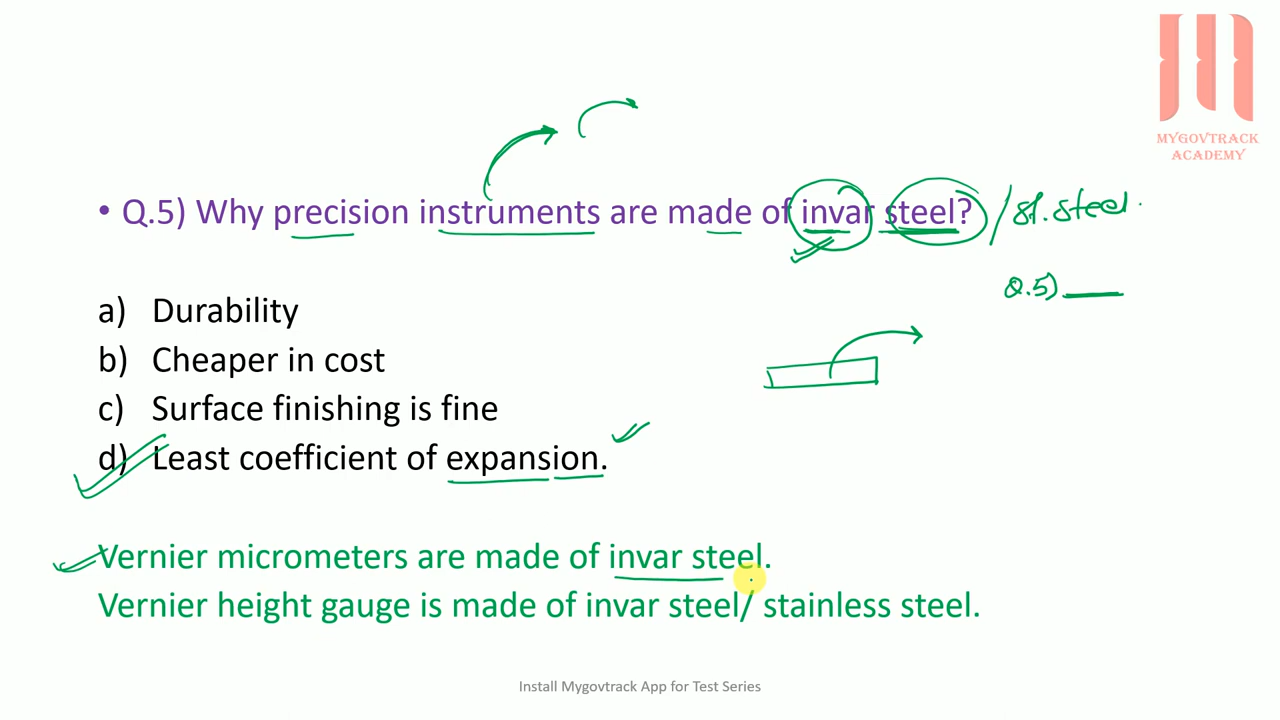 MYGOVTRACK
ACADEMY
• Q.5) Why precision instruments are made of invar steel? / st. steel.
Q.5)
a) Durability
b) Cheaper in cost
c) Surface finishing is fine
d) Least coefficient of expansion.
Vernier micrometers are made of invar steel.
Vernier height gauge is made of invar steel/ stainless steel.
Install Mygovtrack App for Test Series